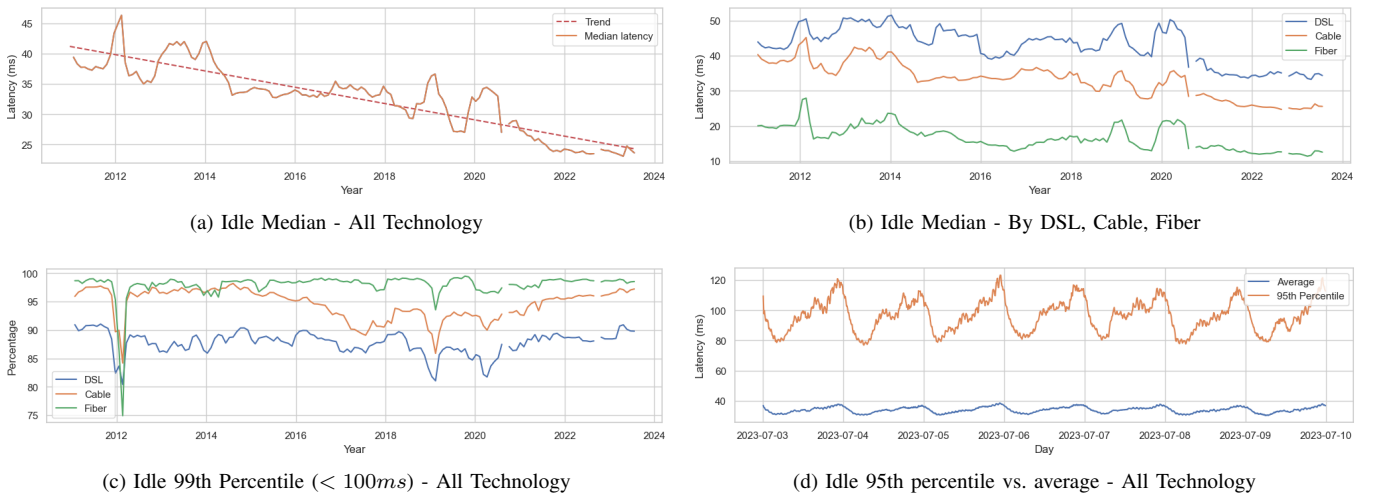 45
40
35
30
25
Latency (ms)
Trend
Median latency
2012 2014 2016 2018 2020 2022 2024
Year
(a) Idle Median - All Technology
50
40
30
20
10
Latency (ms)
DSL
Cable
Fiber
2012 2014 2016 2018 2020 2022 2024
Year
(b) Idle Median - By DSL, Cable, Fiber
100
95
90
85
80
75
Percentage
DSL
Cable
Fiber
2012 2014 2016 2018 2020 2022 2024
Year
(c) Idle 99th Percentile (< 100ms) - All Technology
120
100
80
60
40
Latency (ms)
Average
95th Percentile
2023-07-03 2023-07-04 2023-07-05 2023-07-06 2023-07-07 2023-07-08 2023-07-09 2023-07-10
Day
(d) Idle 95th percentile vs. average - All Technology